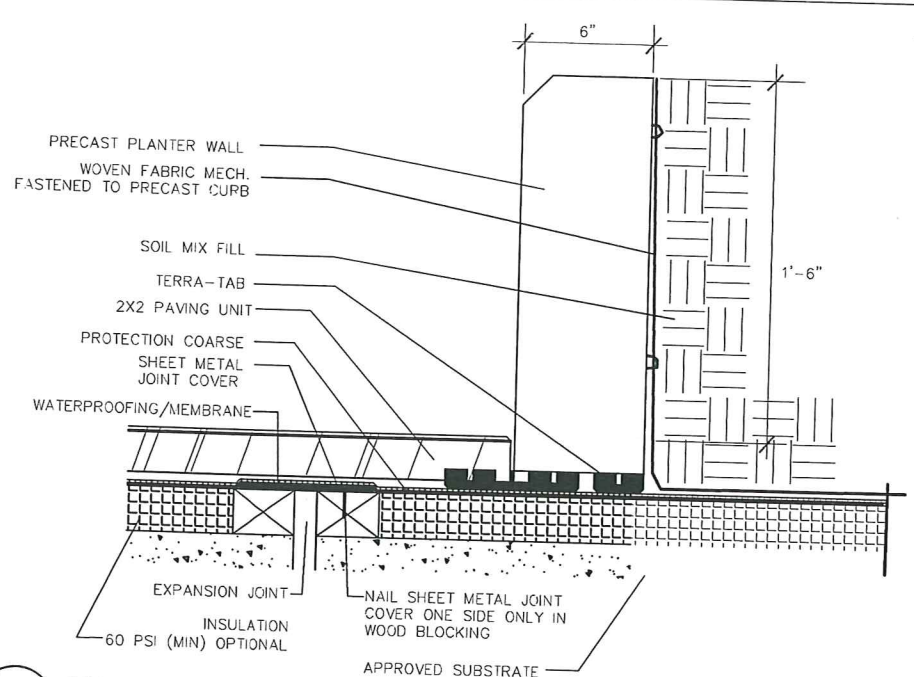 6"
PRECAST PLANTER WALL
WOVEN FABRIC MECH.
FASTENED TO PRECAST CURB
SOIL MIX FILL
1'-6"
TERRA-TAB
2X2 PAVING UNIT
PROTECTION COARSE
SHEET METAL
JOINT COVER
WATERPROOFING/MEMBRANE
EXPANSION JOINT
NAIL SHEET METAL JOINT
COVER ONE SIDE ONLY IN
WOOD BLOCKING
INSULATION
60 PSI (MIN) OPTIONAL
APPROVED SUBSTRATE